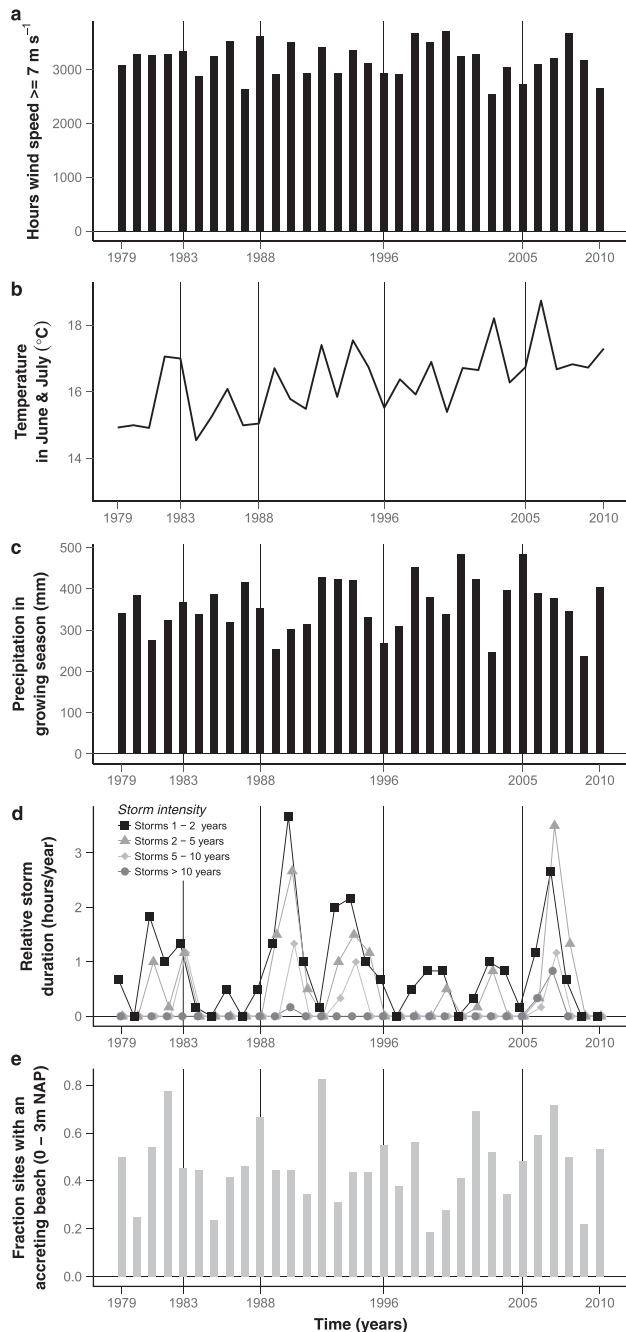 a
Hours wind speed >= 7 m s⁻¹
3000
2000
1000
0
1979 1983 1988 1996 2005 2010
b
Temperature
in June & July (°C)
18
16
14
1979 1983 1988 1996 2005 2010
c
Precipitation in
growing season (mm)
500
400
300
200
100
0
1979 1983 1988 1996 2005 2010
d
Relative storm
duration (hours/year)
Storm intensity
Storms 1 − 2 years
Storms 2 − 5 years
Storms 5 − 10 years
Storms > 10 years
3
2
1
0
1979 1983 1988 1996 2005 2010
e
Fraction sites with an
accreting beach (0 − 3m NAP)
0.8
0.6
0.4
0.2
0.0
1979 1983 1988 1996 2005 2010
Time (years)